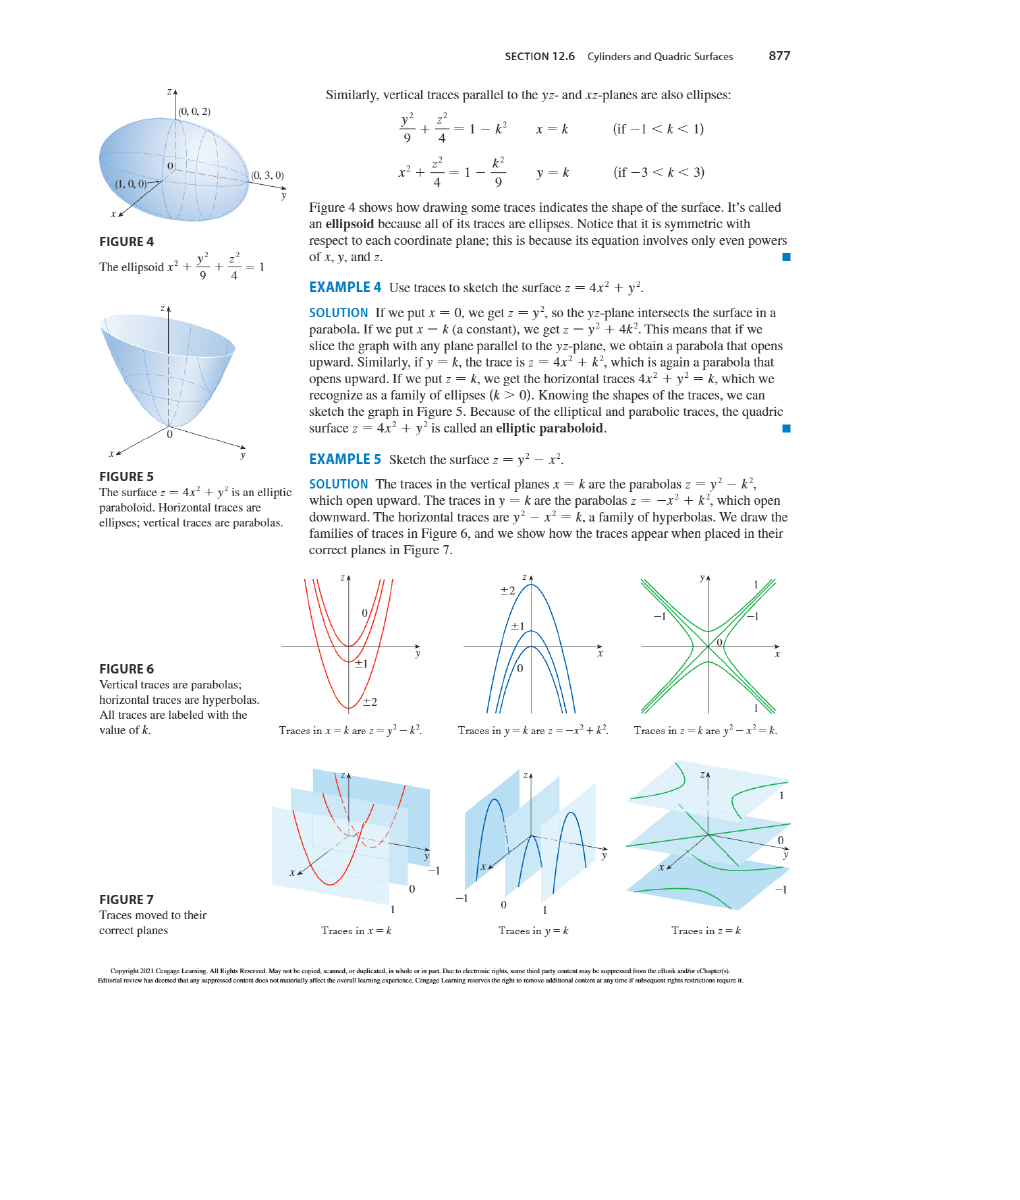 SECTION 12.6 Cylinders and Quadric Surfaces 877
Similarly, vertical traces parallel to the yz- and xz-planes are also ellipses:
y²/9 + z²/4 = 1 − k² x = k (if −1 < k < 1)
x² + z²/4 = 1 − k²/9 y = k (if −3 < k < 3)
z
(0, 0, 2)
0
(1, 0, 0)
(0, 3, 0)
y
x
FIGURE 4
The ellipsoid x² + y²/9 + z²/4 = 1
Figure 4 shows how drawing some traces indicates the shape of the surface. It's called
an ellipsoid because all of its traces are ellipses. Notice that it is symmetric with
respect to each coordinate plane; this is because its equation involves only even powers
of x, y, and z.
EXAMPLE 4 Use traces to sketch the surface z = 4x² + y².
SOLUTION If we put x = 0, we get z = y², so the yz-plane intersects the surface in a
parabola. If we put x − k (a constant), we get z − y² + 4k². This means that if we
slice the graph with any plane parallel to the yz-plane, we obtain a parabola that opens
upward. Similarly, if y = k, the trace is z = 4x² + k², which is again a parabola that
opens upward. If we put z = k, we get the horizontal traces 4x² + y² = k, which we
recognize as a family of ellipses (k > 0). Knowing the shapes of the traces, we can
sketch the graph in Figure 5. Because of the elliptical and parabolic traces, the quadric
surface z = 4x² + y² is called an elliptic paraboloid.
z
0
x
y
FIGURE 5
The surface z = 4x² + y² is an elliptic
paraboloid. Horizontal traces are
ellipses; vertical traces are parabolas.
EXAMPLE 5 Sketch the surface z = y² − x².
SOLUTION The traces in the vertical planes x = k are the parabolas z = y² − k²,
which open upward. The traces in y = k are the parabolas z = −x² + k², which open
downward. The horizontal traces are y² − x² = k, a family of hyperbolas. We draw the
families of traces in Figure 6, and we show how the traces appear when placed in their
correct planes in Figure 7.
FIGURE 6
Vertical traces are parabolas;
horizontal traces are hyperbolas.
All traces are labeled with the
value of k.
z
0
y
±1
±2
Traces in x = k are z = y² − k².
z
±2
±1
x
0
Traces in y = k are z = −x² + k².
y
1
−1
−1
0
x
1
Traces in z = k are y² − x² = k.
FIGURE 7
Traces moved to their
correct planes
z
y
x
−1
0
1
Traces in x = k
z
x
y
−1
0
1
Traces in y = k
z
1
0
y
x
−1
Traces in z = k
Copyright 2021 Cengage Learning. All Rights Reserved. May not be copied, scanned, or duplicated, in whole or in part. Due to electronic rights, some third party content may be suppressed from the eBook and/or eChapter(s).
Editorial review has deemed that any suppressed content does not materially affect the overall learning experience. Cengage Learning reserves the right to remove additional content at any time if subsequent rights restrictions require it.